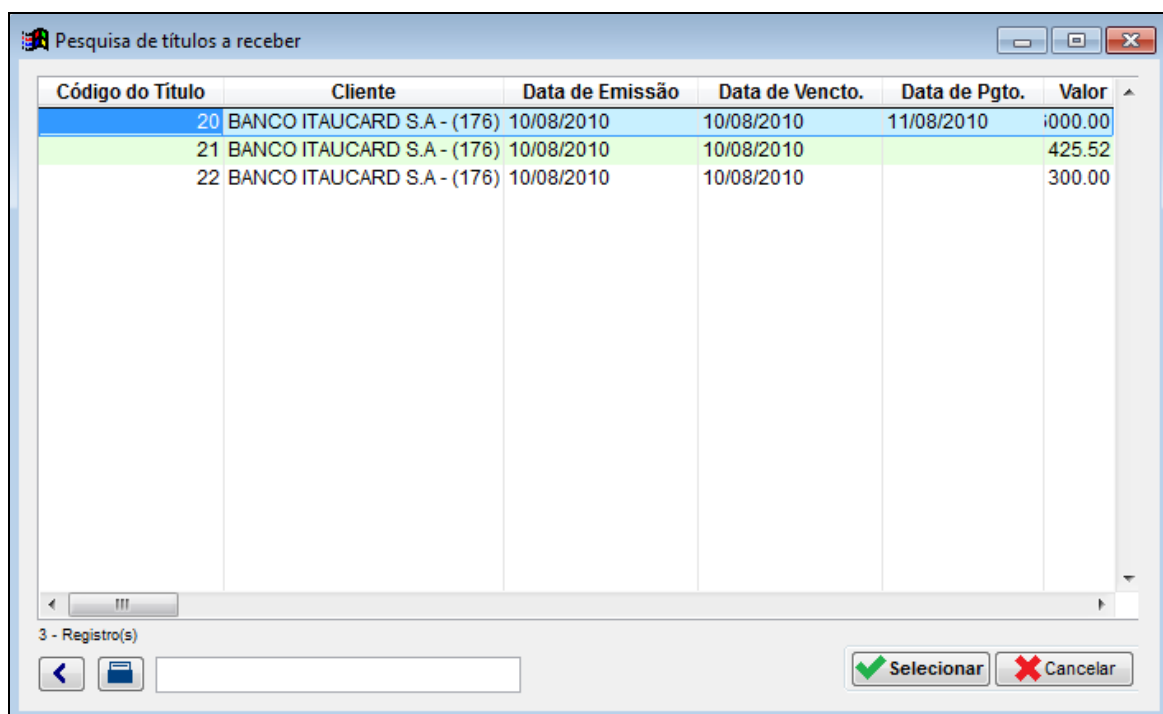 Pesquisa de títulos a receber
Código do Título Cliente Data de Emissão Data de Vencto. Data de Pgto. Valor
20 BANCO ITAUCARD S.A - (176) 10/08/2010 10/08/2010 11/08/2010
21 BANCO ITAUCARD S.A - (176) 10/08/2010 10/08/2010 425.52
22 BANCO ITAUCARD S.A - (176) 10/08/2010 10/08/2010 300.00
3 - Registro(s)
Selecionar Cancelar